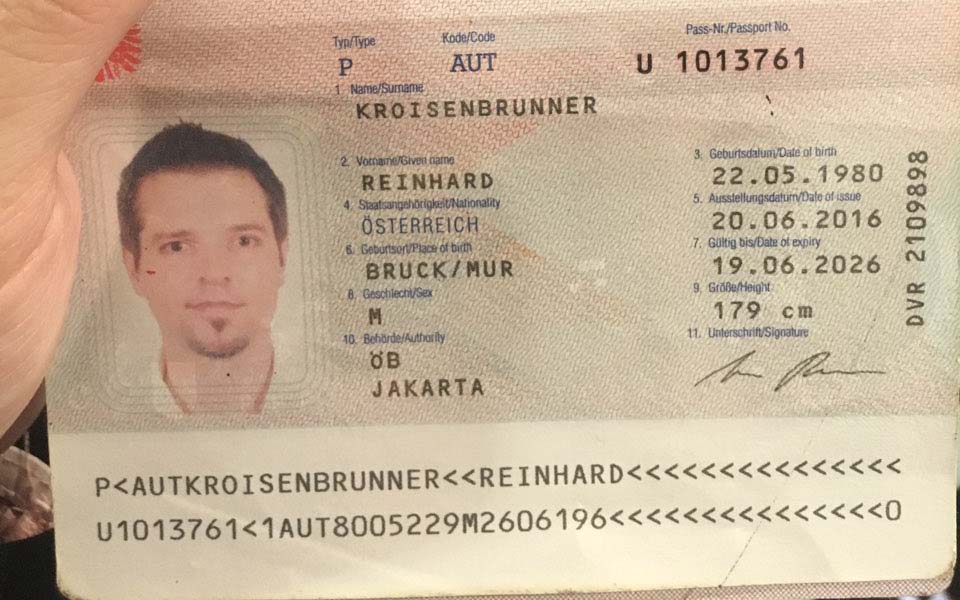 Typ/Type Kode/Code Pass-Nr./Passport No.
P AUT U 1013761
1 Name/Surname
KROISENBRUNNER
2. Vorname/Given name 3. Geburtsdatum/Date of birth
REINHARD 22.05.1980
4. Staatsangehörigkeit/Nationality 5. Ausstellungsdatum/Date of issue
ÖSTERREICH 20.06.2016
6. Geburtsort/Place of birth 7. Gültig bis/Date of expiry
BRUCK/MUR 19.06.2026
8. Geschlecht/Sex 9. Größe/Height
M 179 cm
10. Behörde/Authority 11. Unterschrift/Signature
ÖB
JAKARTA
DVR 2109898
P<AUTKROISENBRUNNER<<REINHARD<<<<<<<<<<<<<<<
U1013761<1AUT8005229M2606196<<<<<<<<<<<<<<<0